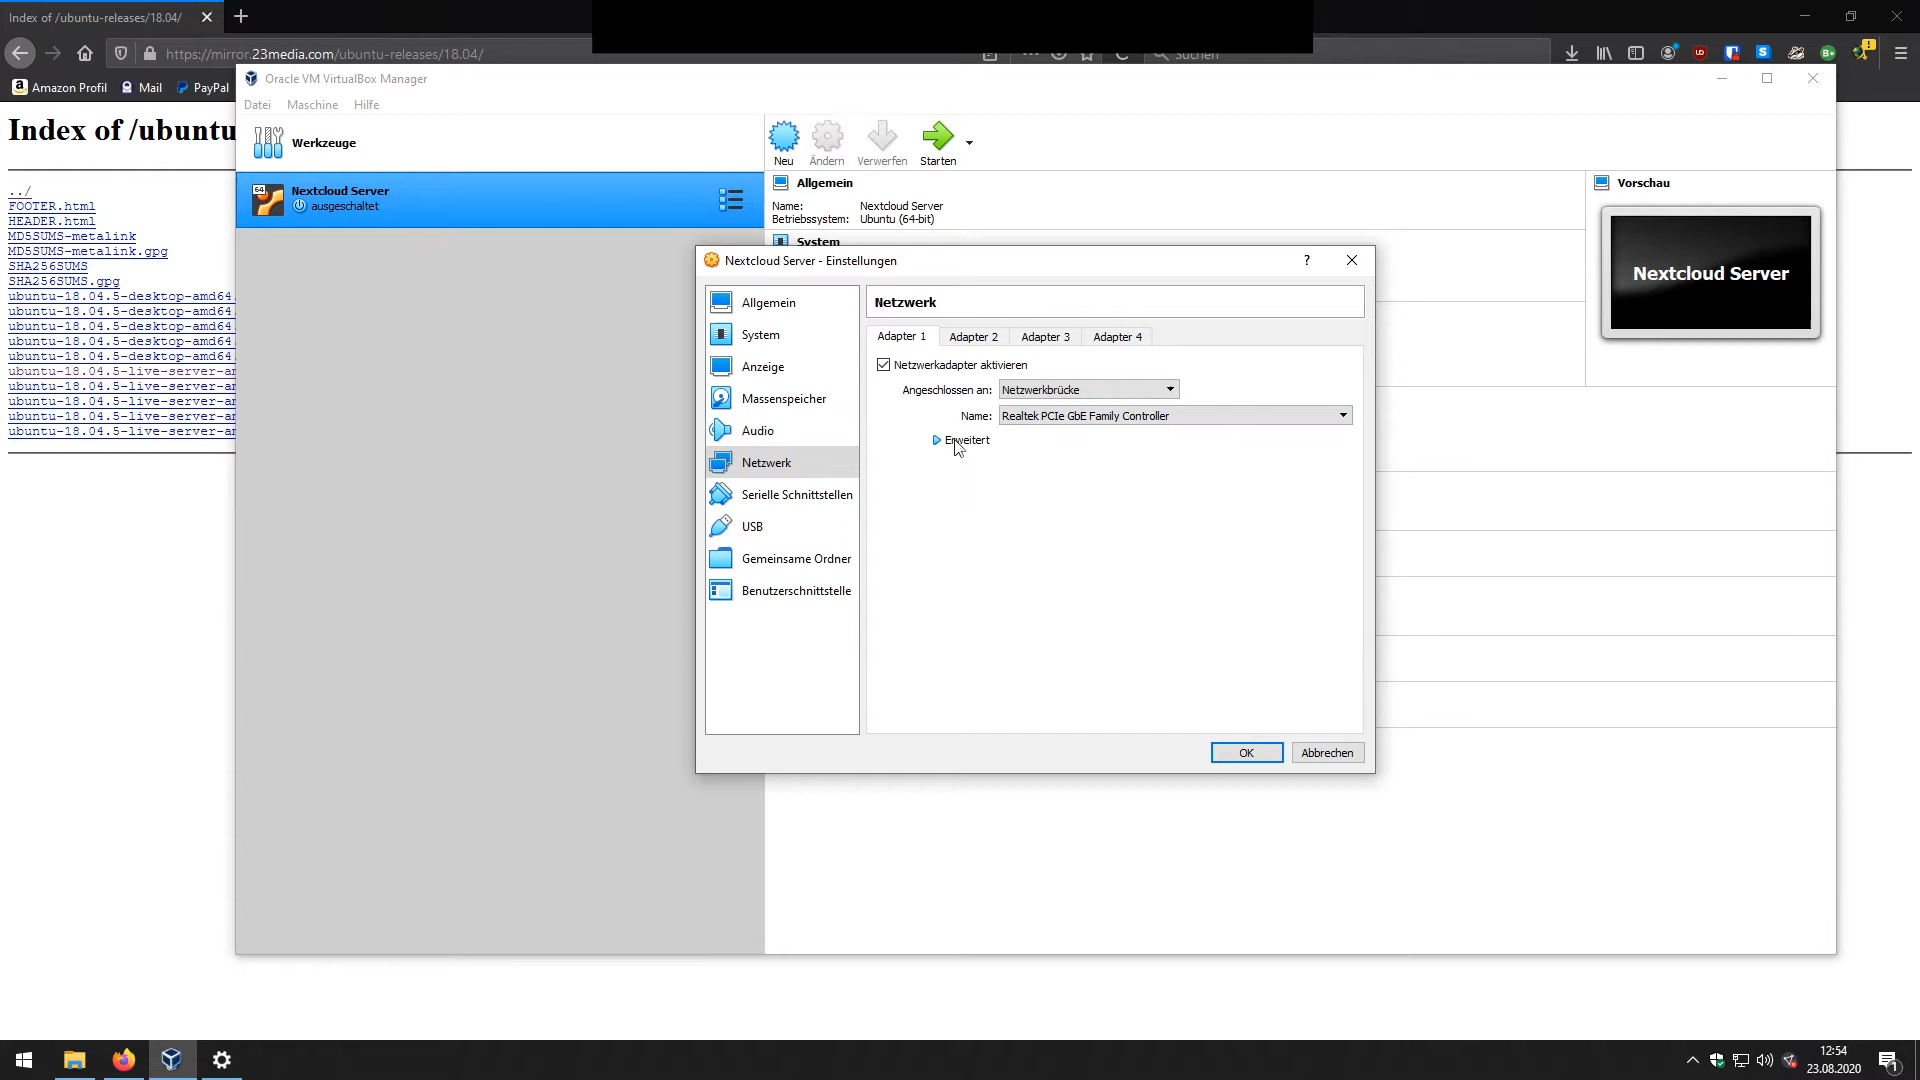 Index of /ubuntu-releases/18.04/
https://mirror.23media.com/ubuntu-releases/18.04/
Suchen
Amazon Profil
Mail
PayPal
Oracle VM VirtualBox Manager
Datei Maschine Hilfe
Index of /ubuntu
../
FOOTER.html
HEADER.html
MD5SUMS-metalink
MD5SUMS-metalink.gpg
SHA256SUMS
SHA256SUMS.gpg
ubuntu-18.04.5-desktop-amd64.
ubuntu-18.04.5-desktop-amd64.
ubuntu-18.04.5-desktop-amd64.
ubuntu-18.04.5-desktop-amd64.
ubuntu-18.04.5-desktop-amd64.
ubuntu-18.04.5-live-server-am
ubuntu-18.04.5-live-server-am
ubuntu-18.04.5-live-server-am
ubuntu-18.04.5-live-server-am
ubuntu-18.04.5-live-server-am
Werkzeuge
64
Nextcloud Server
ausgeschaltet
Neu
Ändern
Verwerfen
Starten
Allgemein
Name: Nextcloud Server
Betriebssystem: Ubuntu (64-bit)
System
Vorschau
Nextcloud Server
Nextcloud Server - Einstellungen
?
Allgemein
System
Anzeige
Massenspeicher
Audio
Netzwerk
Serielle Schnittstellen
USB
Gemeinsame Ordner
Benutzerschnittstelle
Netzwerk
Adapter 1 Adapter 2 Adapter 3 Adapter 4
Netzwerkadapter aktivieren
Angeschlossen an: Netzwerkbrücke
Name: Realtek PCIe GbE Family Controller
Erweitert
OK
Abbrechen
12:54
23.08.2020
1